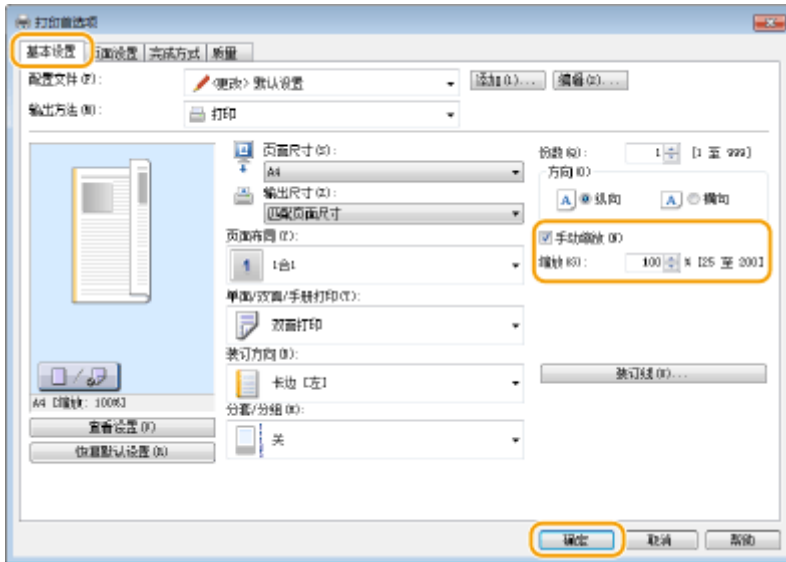 打印首选项
基本设置 页面设置 完成方式 质量
配置文件(F): <更改>默认设置 添加(1)... 编辑(2)...
输出方法(M): 打印
页面尺寸(S):
A4
输出尺寸(Z):
匹配页面尺寸
页面布局(Y):
1合1
单面/双面/手册打印(T):
双面打印
装订方向(B):
长边[左]
分套/分组(K):
关
份数(Q): 1 [1 至 999]
方向(O)
A 纵向 A 横向
手动缩放(W)
缩放(G): 100 % [25 至 200]
装订线(U)...
A4 [缩放: 100%]
查看设置(V)
恢复默认设置(R)
确定 取消 帮助